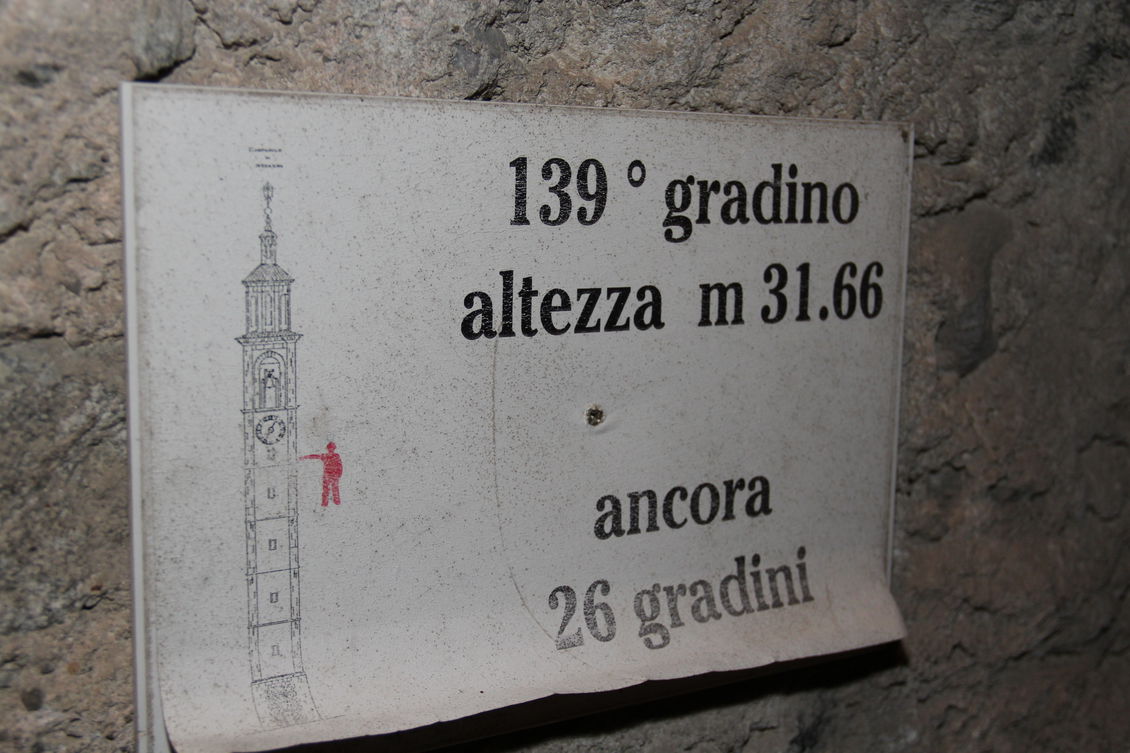 139 ° gradino
altezza m 31.66
ancora
26 gradini